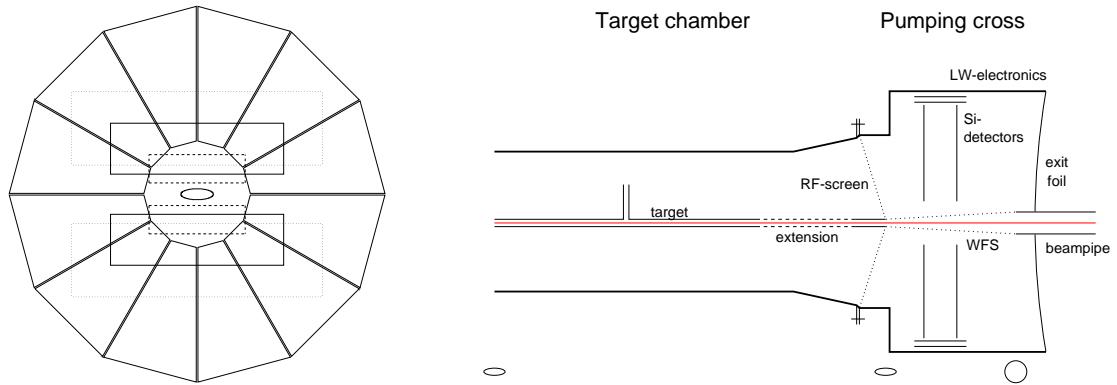 Target chamber
Pumping cross
LW-electronics
Si-
detectors
exit
foil
RF-screen
target
extension
WFS
beampipe